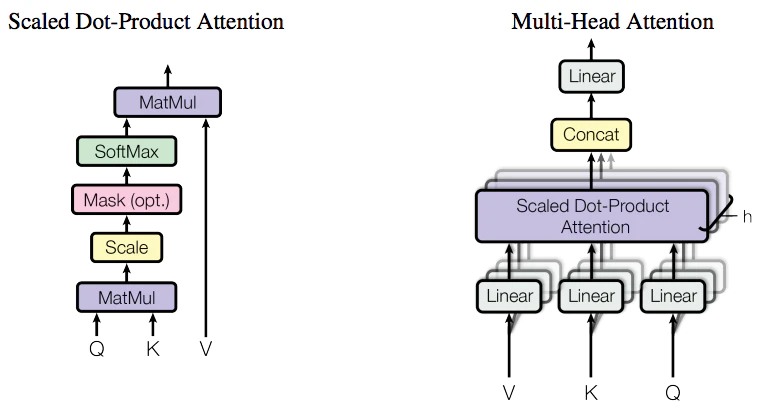 Scaled Dot-Product Attention
MatMul
SoftMax
Mask (opt.)
Scale
MatMul
Q K V
Multi-Head Attention
Linear
Concat
Scaled Dot-Product
Attention
h
Linear Linear Linear
V K Q